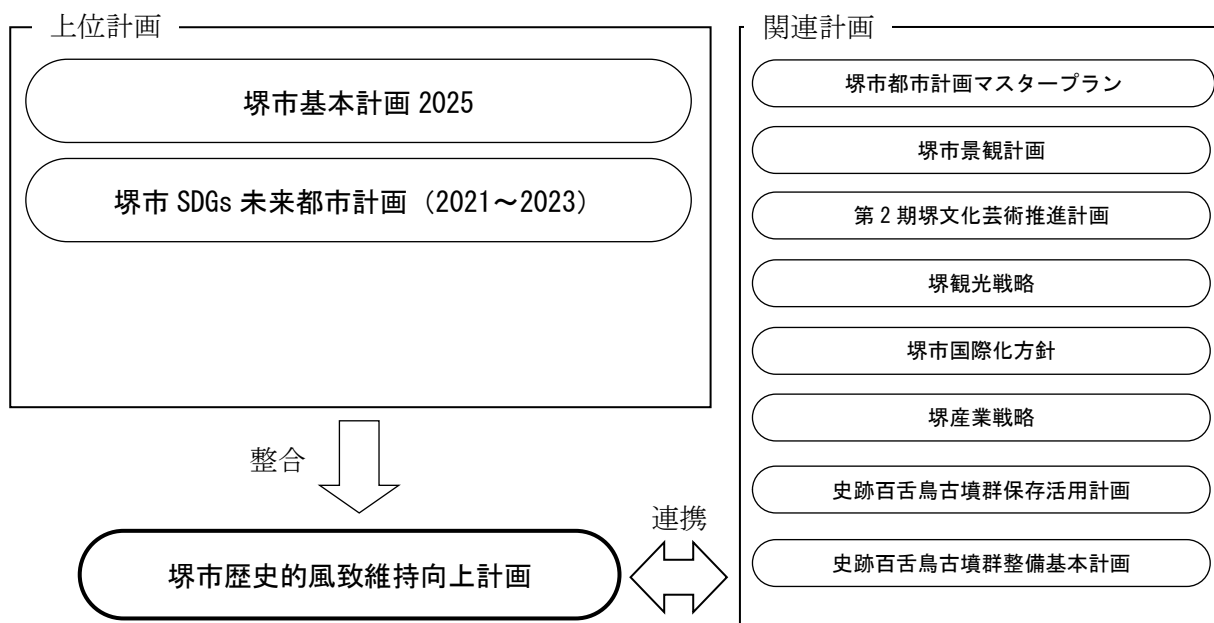 上位計画
堺市基本計画 2025
堺市 SDGs 未来都市計画（2021～2023）
整合
堺市歴史的風致維持向上計画
連携
関連計画
堺市都市計画マスタープラン
堺市景観計画
第 2 期堺文化芸術推進計画
堺観光戦略
堺市国際化方針
堺産業戦略
史跡百舌鳥古墳群保存活用計画
史跡百舌鳥古墳群整備基本計画